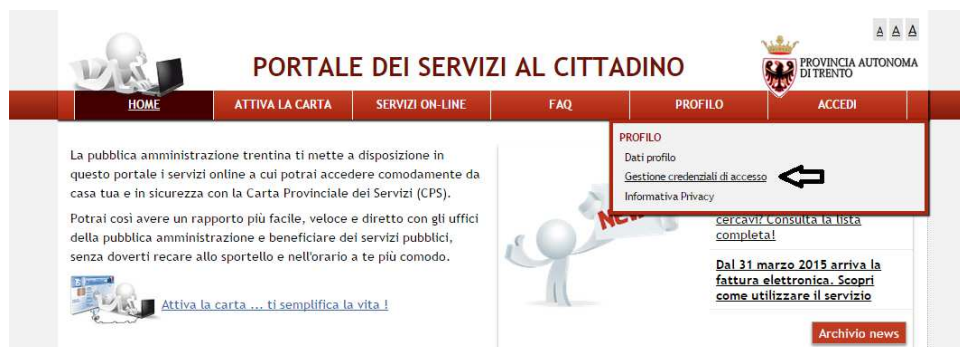 A A A
PORTALE DEI SERVIZI AL CITTADINO
PROVINCIA AUTONOMA
DI TRENTO
HOME ATTIVA LA CARTA SERVIZI ON-LINE FAQ PROFILO ACCEDI
PROFILO
Dati profilo
Gestione credenziali di accesso
Informativa Privacy
La pubblica amministrazione trentina ti mette a disposizione in
questo portale i servizi online a cui potrai accedere comodamente da
casa tua e in sicurezza con la Carta Provinciale dei Servizi (CPS).
Potrai così avere un rapporto più facile, veloce e diretto con gli uffici
della pubblica amministrazione e beneficiare dei servizi pubblici,
senza doverti recare allo sportello e nell'orario a te più comodo.
Attiva la carta ... ti semplifica la vita !
cercavi? Consulta la lista
completa!
Dal 31 marzo 2015 arriva la
fattura elettronica. Scopri
come utilizzare il servizio
Archivio news